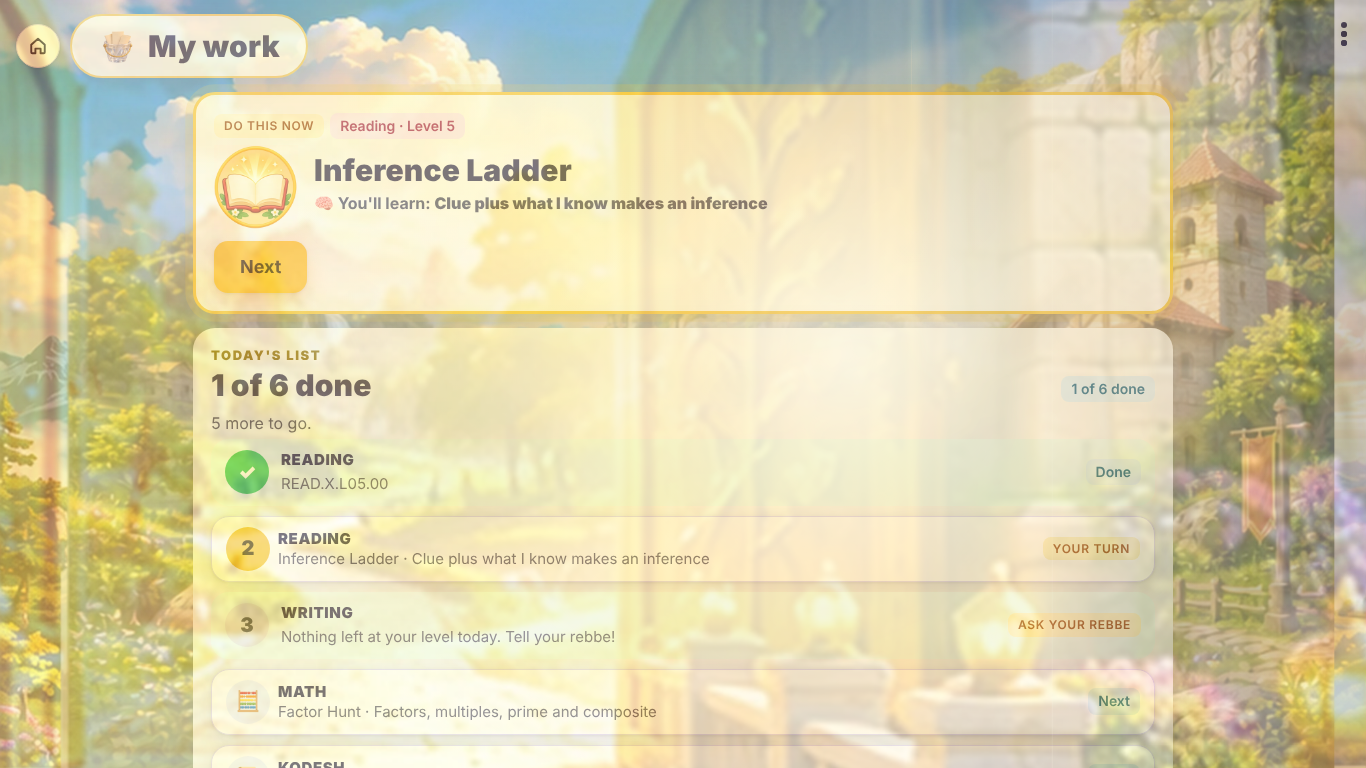 My work
DO THIS NOW
Reading · Level 5
Inference Ladder
🧠 You'll learn: Clue plus what I know makes an inference
Next
TODAY'S LIST
1 of 6 done
1 of 6 done
5 more to go.
READING
READ.X.L05.00
Done
2
READING
Inference Ladder · Clue plus what I know makes an inference
YOUR TURN
3
WRITING
Nothing left at your level today. Tell your rebbe!
ASK YOUR REBBE
MATH
Factor Hunt · Factors, multiples, prime and composite
Next
KODESH